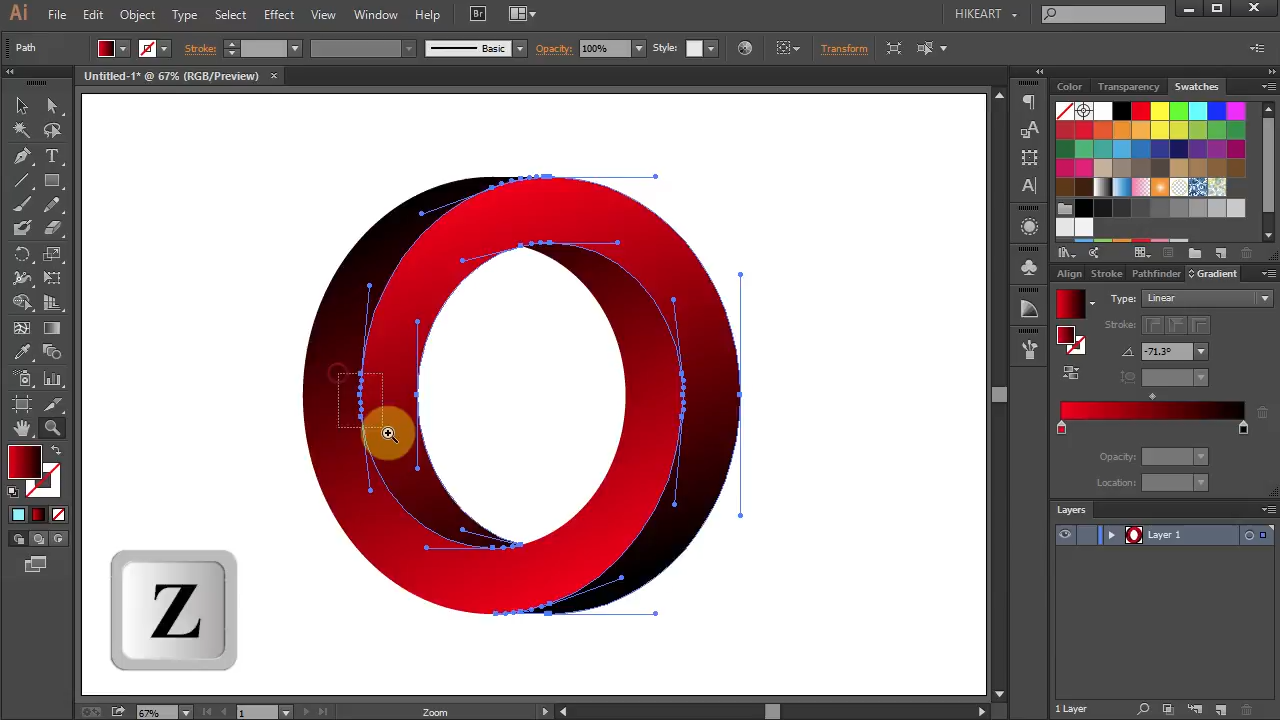 Ai File Edit Object Type Select Effect View Window Help Br HIKEART
Path Stroke: Basic Opacity: 100% Style: Transform
Untitled-1* @ 67% (RGB/Preview) ×
Color Transparency Swatches
Align Stroke Pathfinder Gradient
Type: Linear
Stroke:
-71.3°
Opacity:
Location:
Layers
Layer 1
Z
67% 1 Zoom
1 Layer